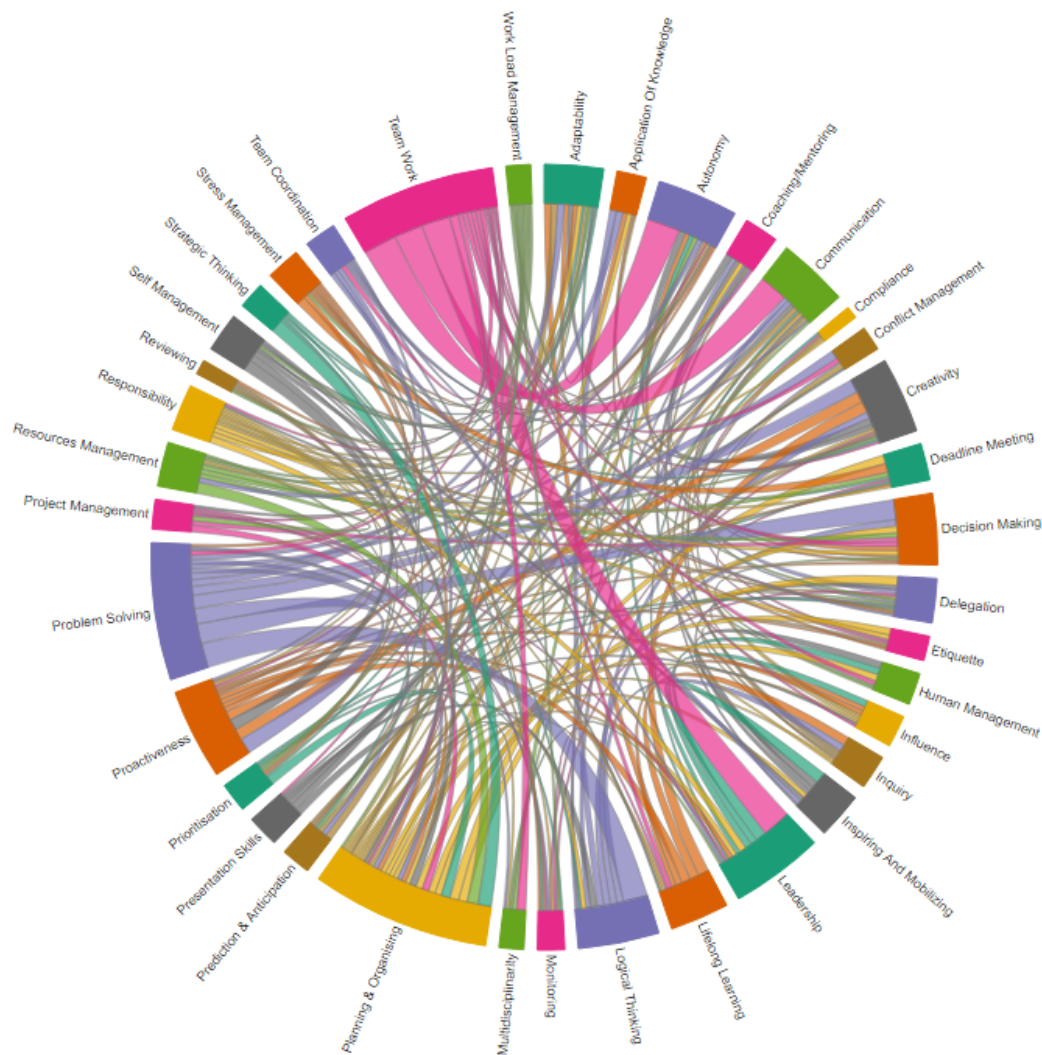 Work Load Management
Adaptability
Application Of Knowledge
Autonomy
Coaching/Mentoring
Communication
Compliance
Conflict Management
Creativity
Deadline Meeting
Decision Making
Delegation
Etiquette
Human Management
Influence
Inquiry
Inspiring And Mobilizing
Leadership
Lifelong Learning
Logical Thinking
Monitoring
Multidisciplinarity
Planning & Organising
Prediction & Anticipation
Presentation Skills
Prioritisation
Proactiveness
Problem Solving
Project Management
Resources Management
Responsibility
Reviewing
Self Management
Strategic Thinking
Stress Management
Team Coordination
Team Work